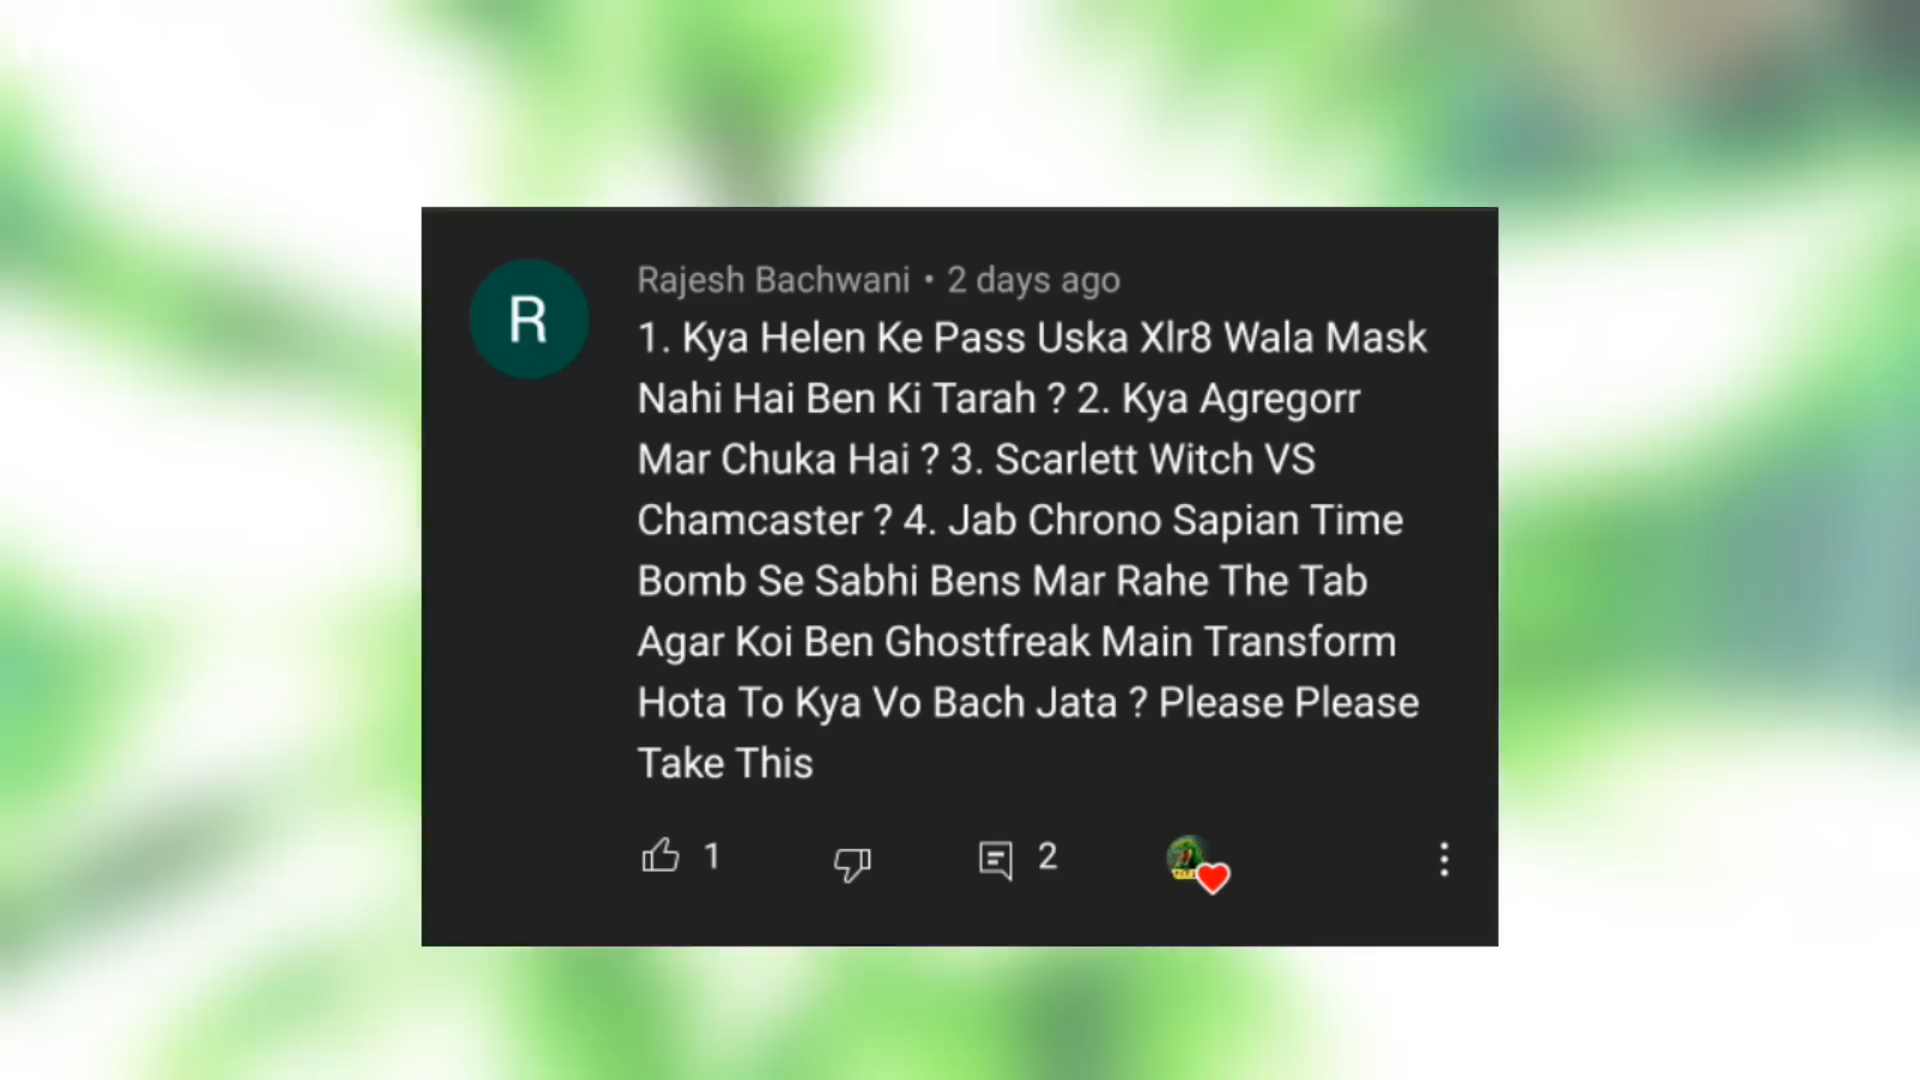 R
Rajesh Bachwani • 2 days ago
1. Kya Helen Ke Pass Uska Xlr8 Wala Mask
Nahi Hai Ben Ki Tarah ? 2. Kya Agregorr
Mar Chuka Hai ? 3. Scarlett Witch VS
Chamcaster ? 4. Jab Chrono Sapian Time
Bomb Se Sabhi Bens Mar Rahe The Tab
Agar Koi Ben Ghostfreak Main Transform
Hota To Kya Vo Bach Jata ? Please Please
Take This
1 2